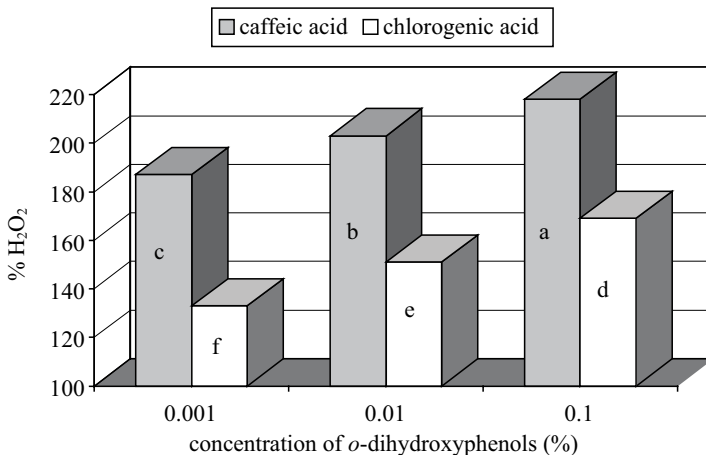 caffeic acid chlorogenic acid
220
200
180
160
140
120
100
% H₂O₂
c
f
b
e
a
d
0.001 0.01 0.1
concentration of o-dihydroxyphenols (%)